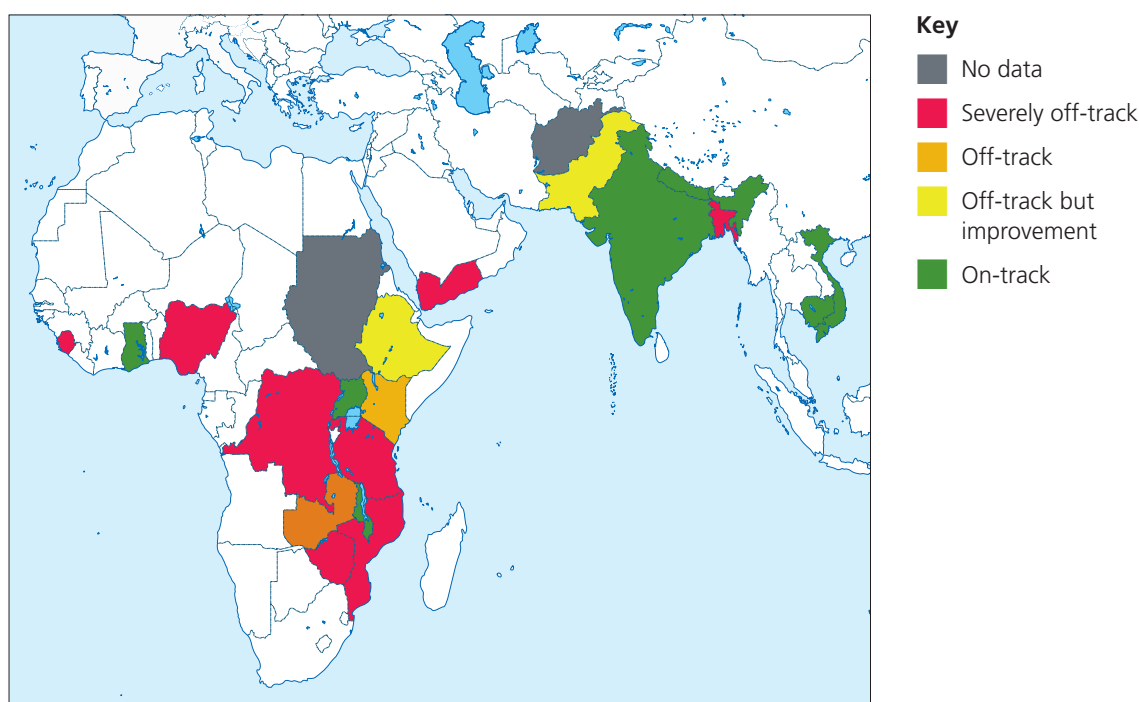 Key
No data
Severely off-track
Off-track
Off-track but
improvement
On-track